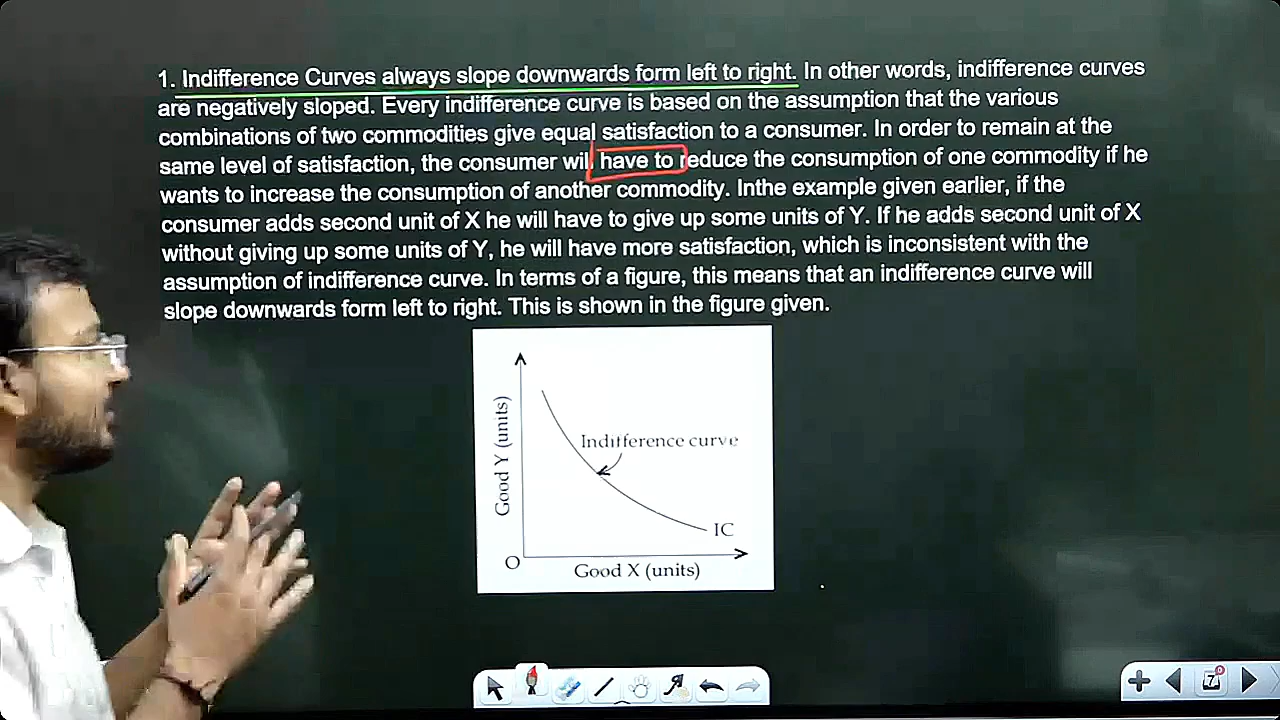 1. Indifference Curves always slope downwards form left to right. In other words, indifference curves
are negatively sloped. Every indifference curve is based on the assumption that the various
combinations of two commodities give equal satisfaction to a consumer. In order to remain at the
same level of satisfaction, the consumer will have to reduce the consumption of one commodity if he
wants to increase the consumption of another commodity. Inthe example given earlier, if the
consumer adds second unit of X he will have to give up some units of Y. If he adds second unit of X
without giving up some units of Y, he will have more satisfaction, which is inconsistent with the
assumption of indifference curve. In terms of a figure, this means that an indifference curve will
slope downwards form left to right. This is shown in the figure given.
Good Y (units)
Indifference curve
IC
O
Good X (units)
7